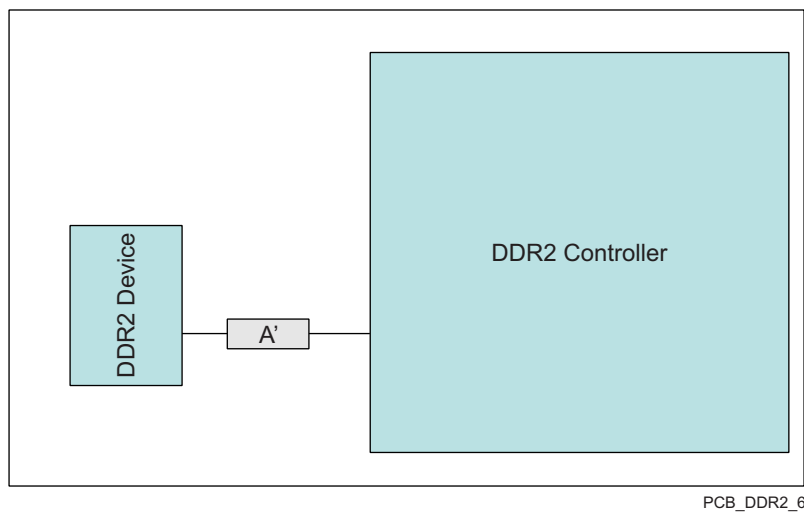 DDR2 Controller
DDR2 Device
A’
PCB_DDR2_6